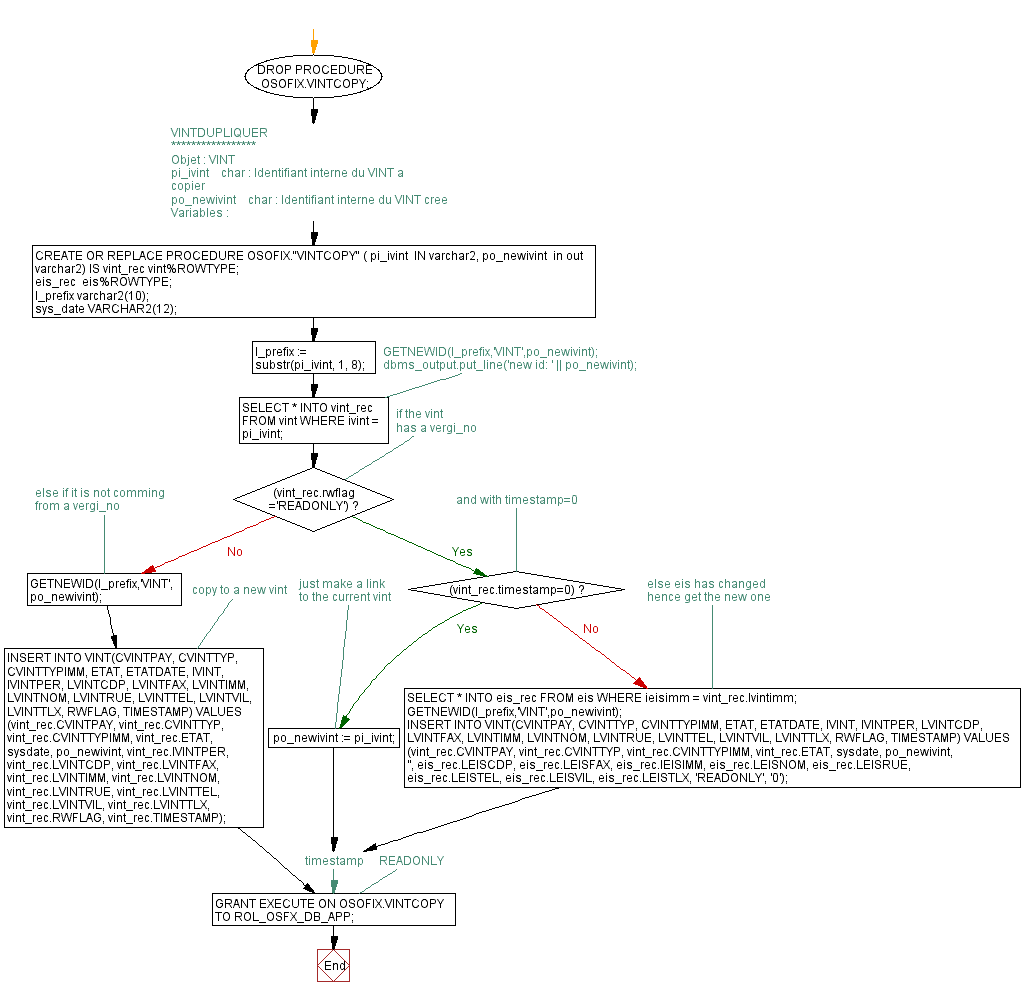 DROP PROCEDURE
OSOFIX.VINTCOPY;
VINTDUPLIQUER
*****************
Objet : VINT
pi_ivint    char : Identifiant interne du VINT a
copier
po_newivint    char : Identifiant interne du VINT cree
Variables :
CREATE OR REPLACE PROCEDURE OSOFIX."VINTCOPY" ( pi_ivint  IN varchar2, po_newivint  in out
varchar2) IS vint_rec vint%ROWTYPE;
eis_rec  eis%ROWTYPE;
l_prefix varchar2(10);
sys_date VARCHAR2(12);
l_prefix :=
substr(pi_ivint, 1, 8);
GETNEWID(l_prefix,'VINT',po_newivint);
dbms_output.put_line('new id: ' || po_newivint);
SELECT * INTO vint_rec
FROM vint WHERE ivint =
pi_ivint;
if the vint
has a vergi_no
(vint_rec.rwflag
='READONLY') ?
else if it is not comming
from a vergi_no
and with timestamp=0
No
Yes
GETNEWID(l_prefix,'VINT',
po_newivint);
copy to a new vint
just make a link
to the current vint
(vint_rec.timestamp=0) ?
else eis has changed
hence get the new one
Yes
No
INSERT INTO VINT(CVINTPAY, CVINTTYP,
CVINTTYPIMM, ETAT, ETATDATE, IVINT,
IVINTPER, LVINTCDP, LVINTFAX, LVINTIMM,
LVINTNOM, LVINTRUE, LVINTTEL, LVINTVIL,
LVINTTLX, RWFLAG, TIMESTAMP) VALUES
(vint_rec.CVINTPAY, vint_rec.CVINTTYP,
vint_rec.CVINTTYPIMM, vint_rec.ETAT,
sysdate, po_newivint, vint_rec.IVINTPER,
vint_rec.LVINTCDP, vint_rec.LVINTFAX,
vint_rec.LVINTIMM, vint_rec.LVINTNOM,
vint_rec.LVINTRUE, vint_rec.LVINTTEL,
vint_rec.LVINTVIL, vint_rec.LVINTTLX,
vint_rec.RWFLAG, vint_rec.TIMESTAMP);
po_newivint := pi_ivint;
SELECT * INTO eis_rec FROM eis WHERE ieisimm = vint_rec.lvintimm;
GETNEWID(l_prefix,'VINT',po_newivint);
INSERT INTO VINT(CVINTPAY, CVINTTYP, CVINTTYPIMM, ETAT, ETATDATE, IVINT, IVINTPER, LVINTCDP,
LVINTFAX, LVINTIMM, LVINTNOM, LVINTRUE, LVINTTEL, LVINTVIL, LVINTTLX, RWFLAG, TIMESTAMP) VALUES
(vint_rec.CVINTPAY, vint_rec.CVINTTYP, vint_rec.CVINTTYPIMM, vint_rec.ETAT, sysdate, po_newivint,
'', eis_rec.LEISCDP, eis_rec.LEISFAX, eis_rec.IEISIMM, eis_rec.LEISNOM, eis_rec.LEISRUE,
eis_rec.LEISTEL, eis_rec.LEISVIL, eis_rec.LEISTLX, 'READONLY', '0');
timestamp
READONLY
GRANT EXECUTE ON OSOFIX.VINTCOPY
TO ROL_OSFX_DB_APP;
End